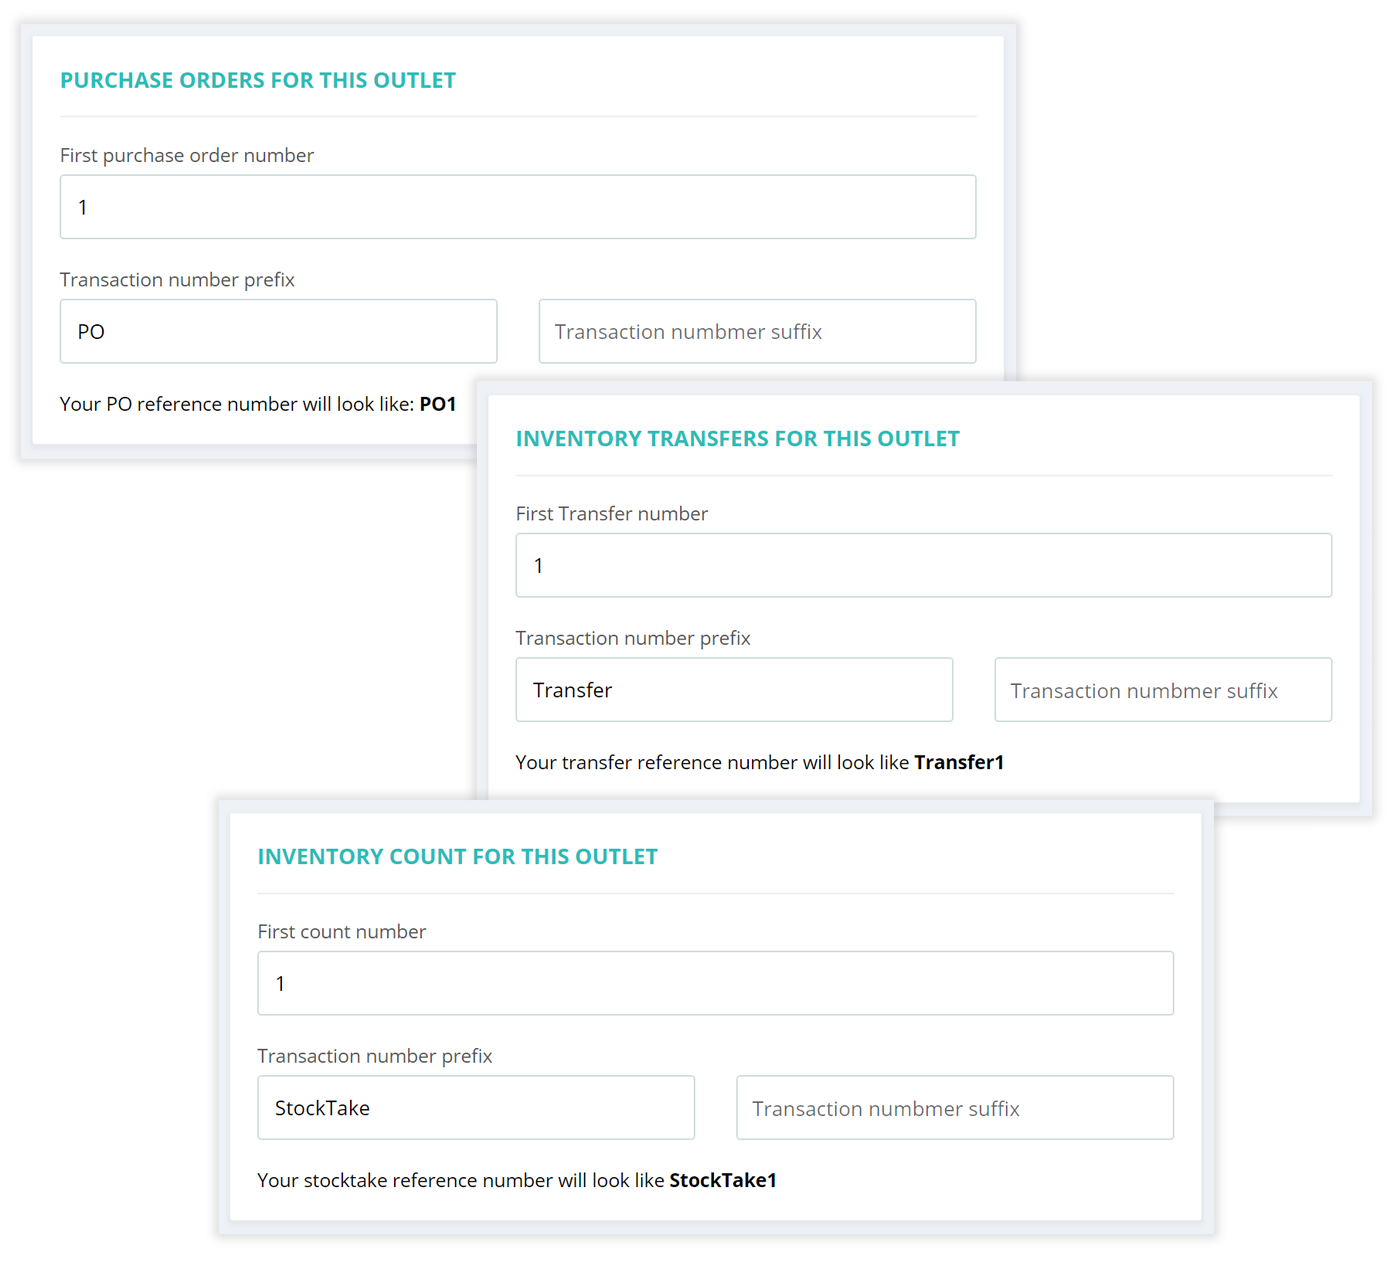 PURCHASE ORDERS FOR THIS OUTLET
First purchase order number
1
Transaction number prefix
PO
Transaction numbmer suffix
Your PO reference number will look like: PO1
INVENTORY TRANSFERS FOR THIS OUTLET
First Transfer number
1
Transaction number prefix
Transfer
Transaction numbmer suffix
Your transfer reference number will look like Transfer1
INVENTORY COUNT FOR THIS OUTLET
First count number
1
Transaction number prefix
StockTake
Transaction numbmer suffix
Your stocktake reference number will look like StockTake1